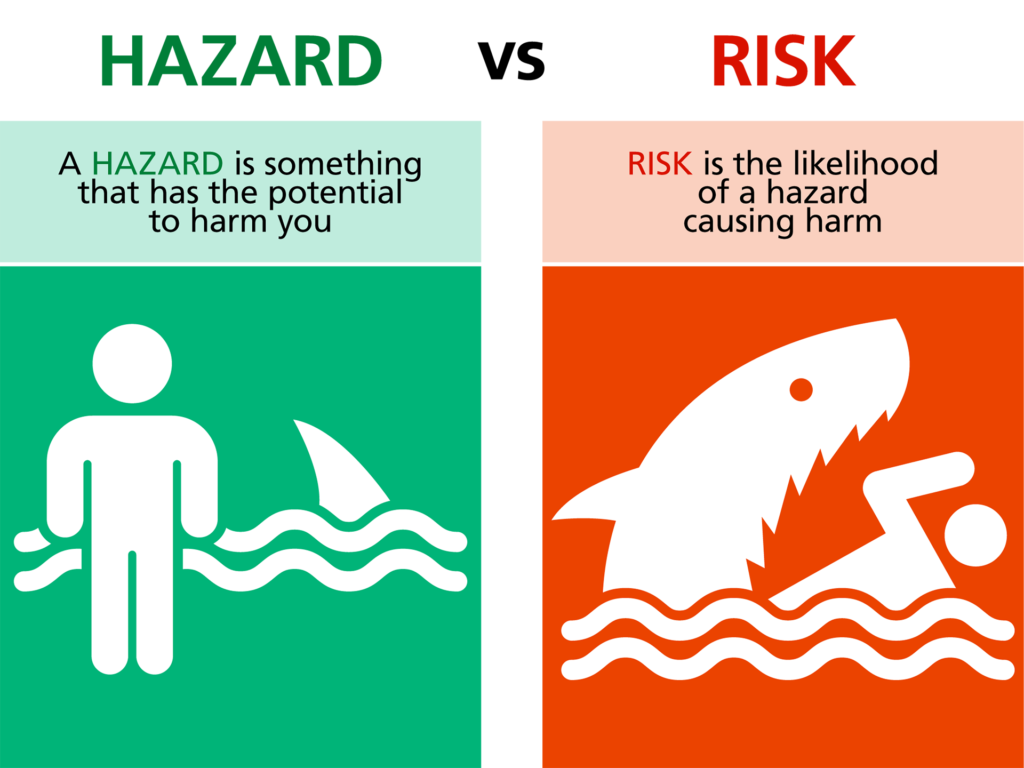 HAZARD vs RISK
A HAZARD is something
that has the potential
to harm you
RISK is the likelihood
of a hazard
causing harm